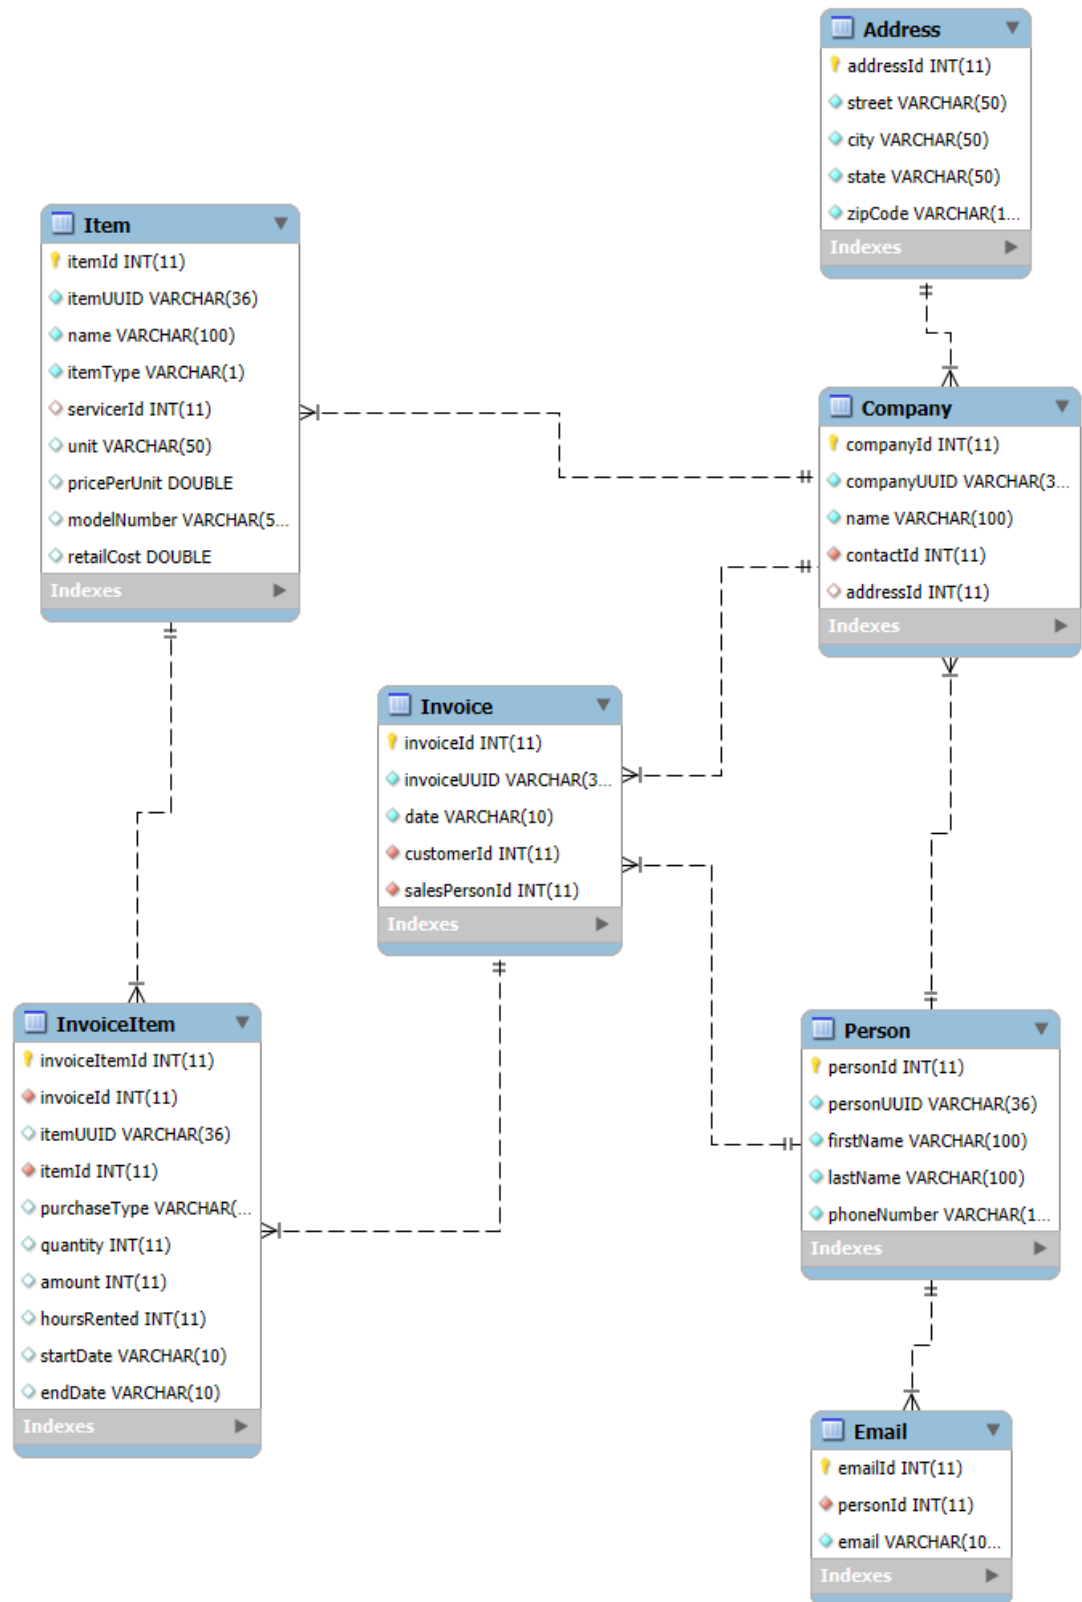 Address
addressId INT(11)
street VARCHAR(50)
city VARCHAR(50)
state VARCHAR(50)
zipCode VARCHAR(1...
Indexes
Item
itemId INT(11)
itemUUID VARCHAR(36)
name VARCHAR(100)
itemType VARCHAR(1)
servicerId INT(11)
unit VARCHAR(50)
pricePerUnit DOUBLE
modelNumber VARCHAR(5...
retailCost DOUBLE
Indexes
Company
companyId INT(11)
companyUUID VARCHAR(3...
name VARCHAR(100)
contactId INT(11)
addressId INT(11)
Indexes
Invoice
invoiceId INT(11)
invoiceUUID VARCHAR(3...
date VARCHAR(10)
customerId INT(11)
salesPersonId INT(11)
Indexes
InvoiceItem
invoiceItemId INT(11)
invoiceId INT(11)
itemUUID VARCHAR(36)
itemId INT(11)
purchaseType VARCHAR(...
quantity INT(11)
amount INT(11)
hoursRented INT(11)
startDate VARCHAR(10)
endDate VARCHAR(10)
Indexes
Person
personId INT(11)
personUUID VARCHAR(36)
firstName VARCHAR(100)
lastName VARCHAR(100)
phoneNumber VARCHAR(1...
Indexes
Email
emailId INT(11)
personId INT(11)
email VARCHAR(10...
Indexes